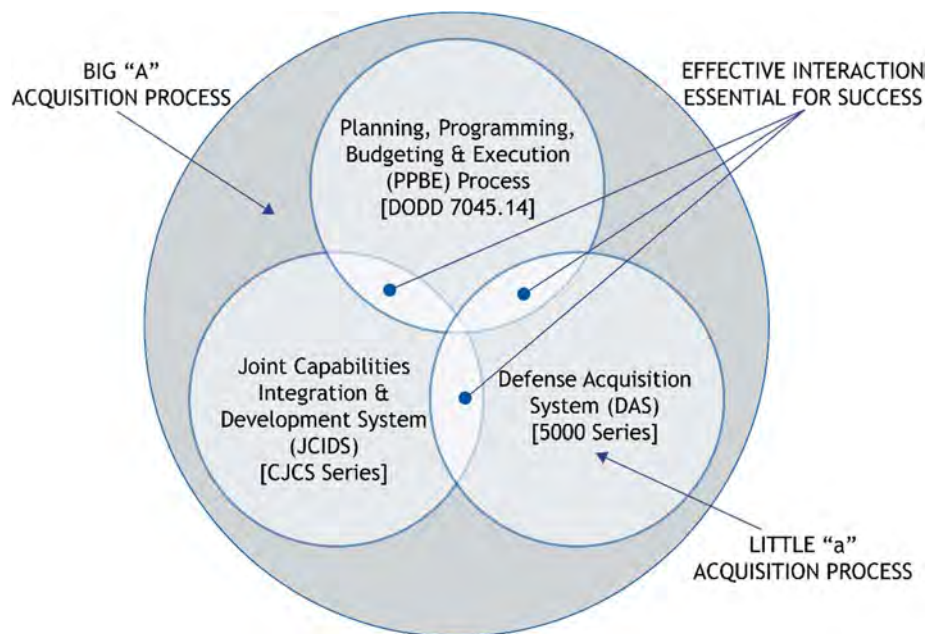 BIG “A”
ACQUISITION PROCESS
EFFECTIVE INTERACTION
ESSENTIAL FOR SUCCESS
Planning, Programming,
Budgeting & Execution
(PPBE) Process
[DODD 7045.14]
Joint Capabilities
Integration &
Development System
(JCIDS)
[CJCS Series]
Defense Acquisition
System (DAS)
[5000 Series]
LITTLE “a”
ACQUISITION PROCESS